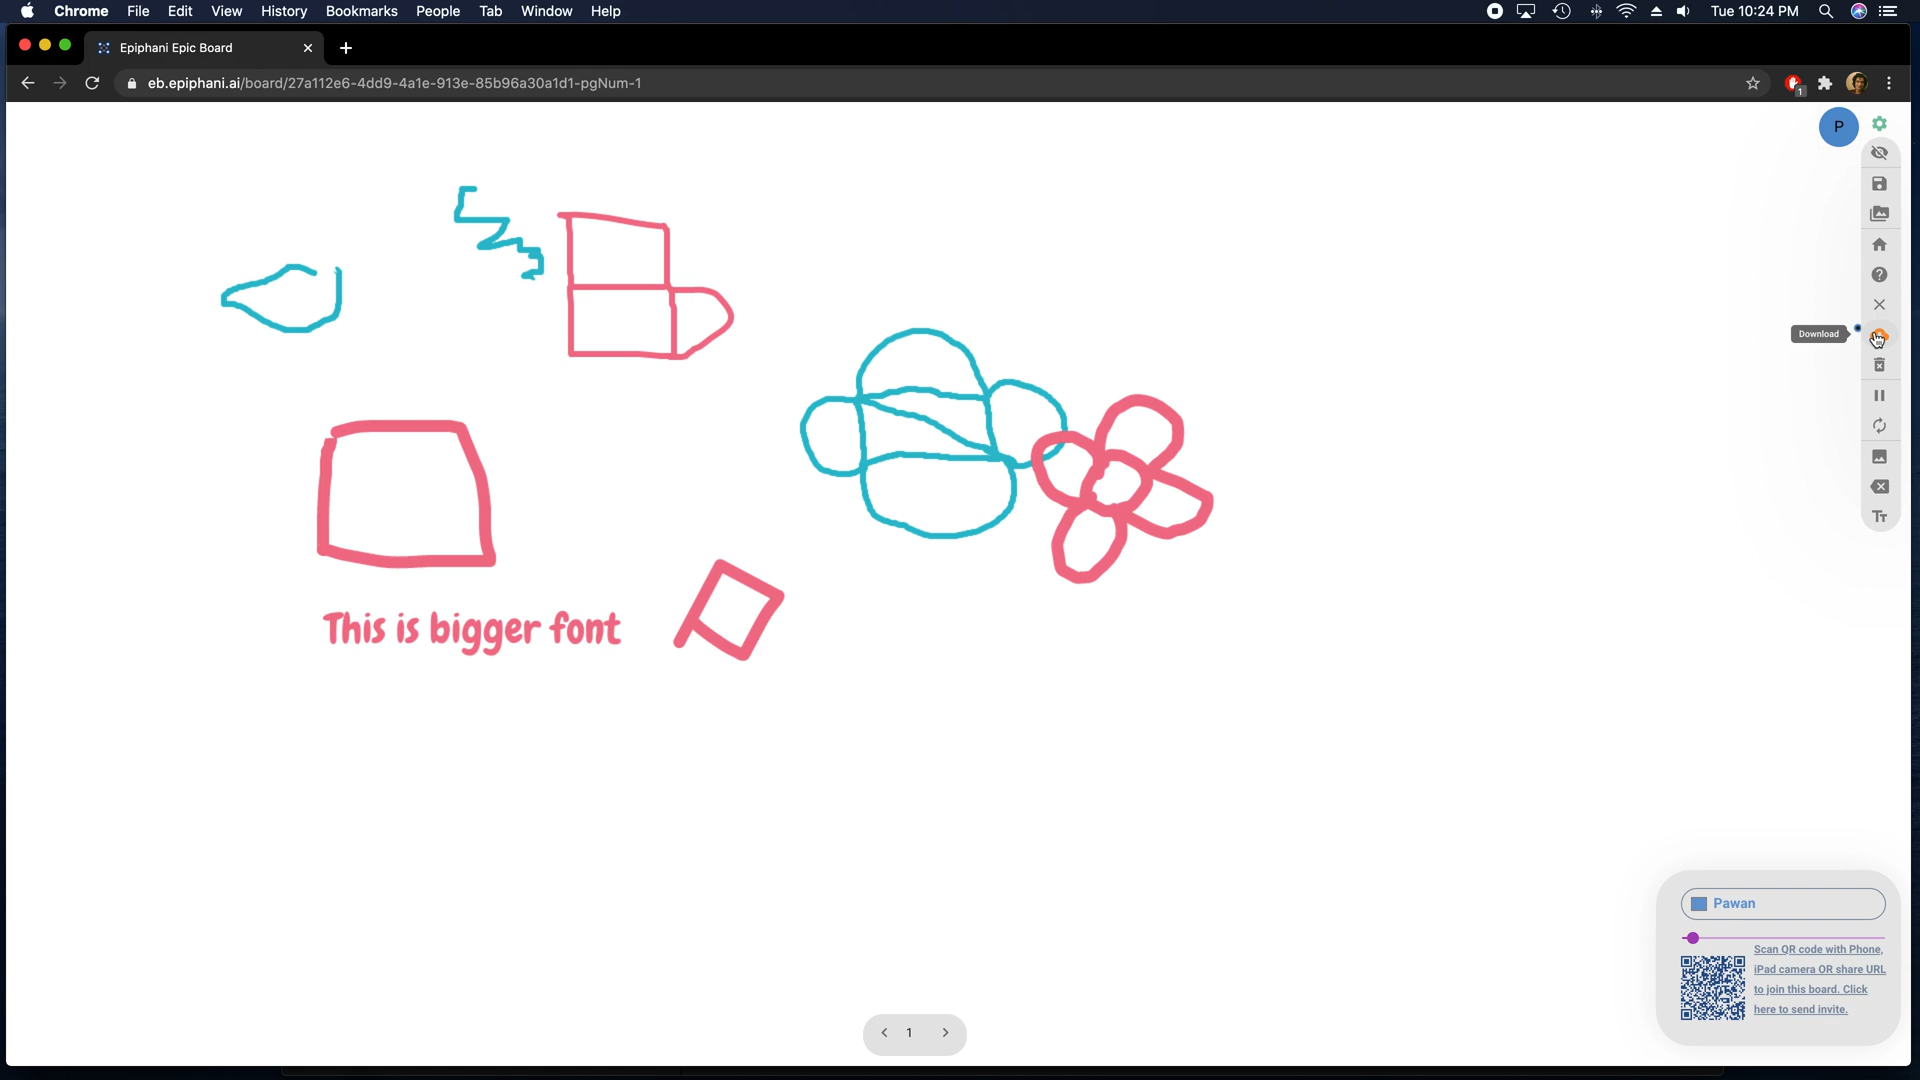 Chrome File Edit View History Bookmarks People Tab Window Help
Tue 10:24 PM
Epiphani Epic Board
eb.epiphani.ai/board/27a112e6-4dd9-4a1e-913e-85b96a30a1d1-pgNum-1
1
P
Download
Tт
This is bigger font
Pawan
Scan QR code with Phone,
iPad camera OR share URL
to join this board. Click
here to send invite.
< 1 >